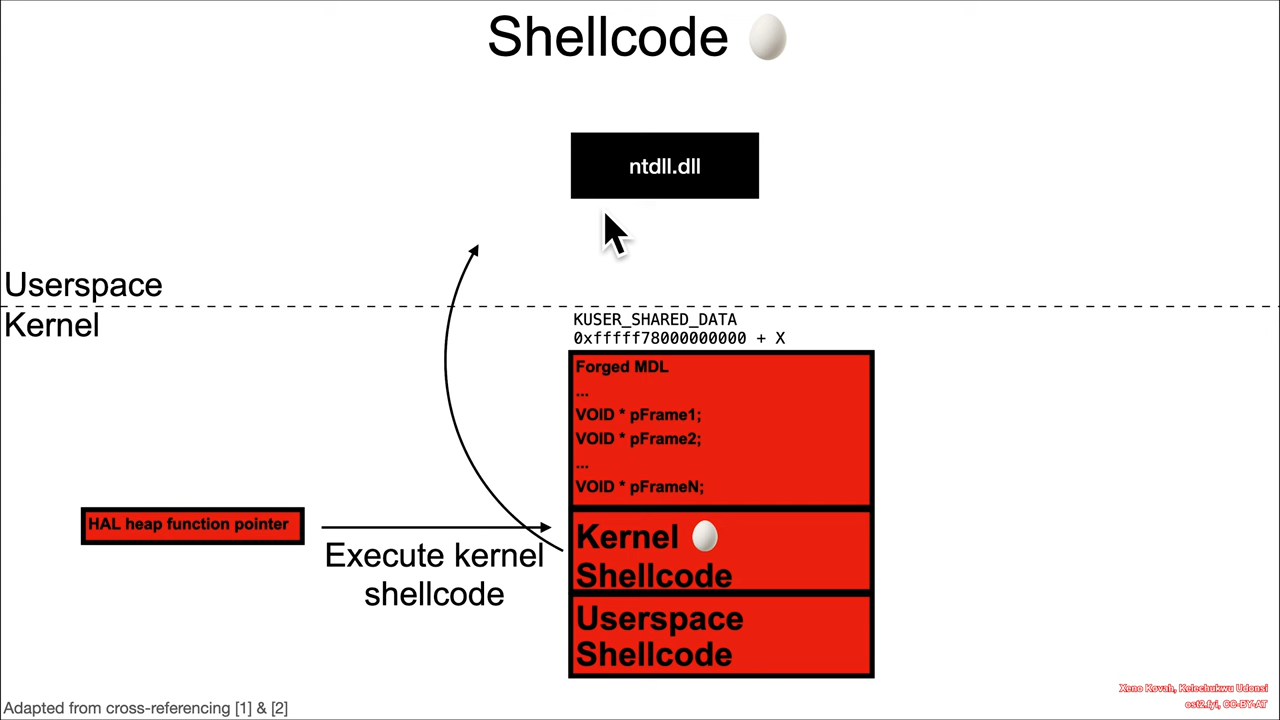 Shellcode 🥚
ntdll.dll
Userspace
Kernel
KUSER_SHARED_DATA
0xfffff78000000000 + X
Forged MDL
...
VOID * pFrame1;
VOID * pFrame2;
...
VOID * pFrameN;
HAL heap function pointer
Execute kernel
shellcode
Kernel 🥚
Shellcode
Userspace
Shellcode
Adapted from cross-referencing [1] & [2]
Xeno Kovah, Kelechukwu Udonsi
ost2.fyi, CC-BY-AT